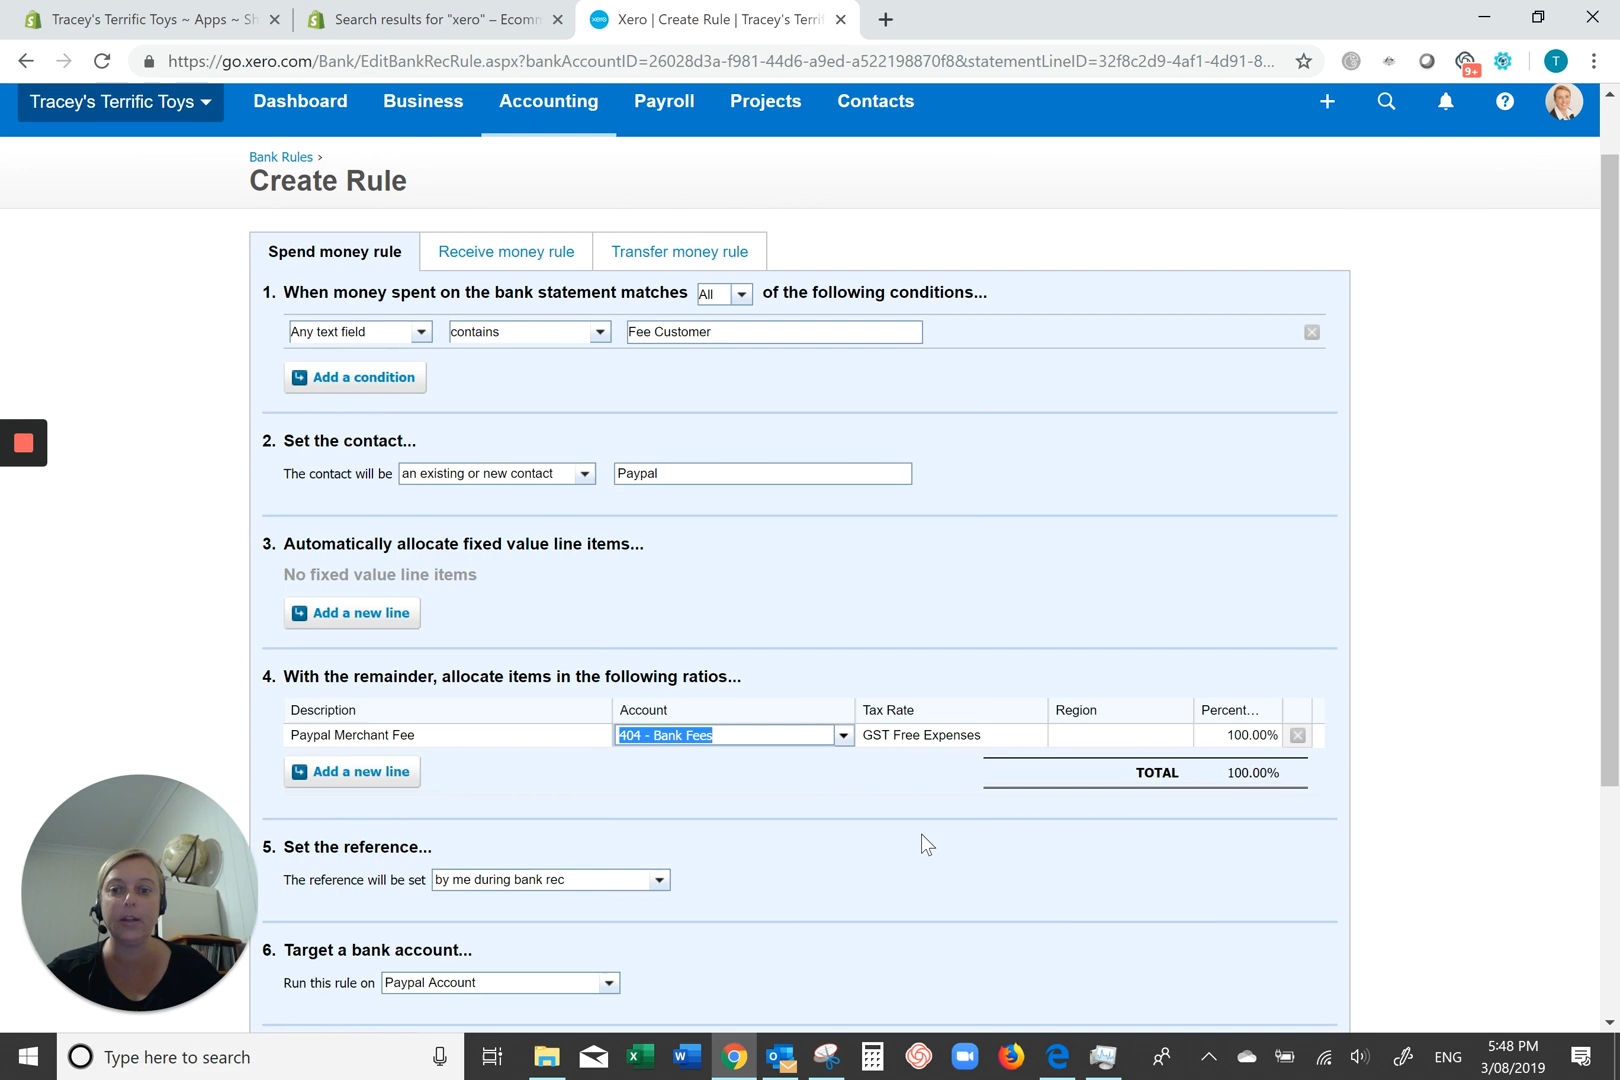 Tracey's Terrific Toys ~ Apps ~ Sh
Search results for "xero" – Ecomm
xero
Xero | Create Rule | Tracey's Terrif
https://go.xero.com/Bank/EditBankRecRule.aspx?bankAccountID=26028d3a-f981-44d6-a9ed-a522198870f8&statementLineID=32f8c2d9-4af1-4d91-8...
9+
T
Tracey's Terrific Toys
Dashboard
Business
Accounting
Payroll
Projects
Contacts
Bank Rules >
Create Rule
Spend money rule
Receive money rule
Transfer money rule
1. When money spent on the bank statement matches All of the following conditions...
Any text field
contains
Fee Customer
Add a condition
2. Set the contact...
The contact will be an existing or new contact Paypal
3. Automatically allocate fixed value line items...
No fixed value line items
Add a new line
4. With the remainder, allocate items in the following ratios...
Description Account Tax Rate Region Percent...
Paypal Merchant Fee 404 - Bank Fees GST Free Expenses 100.00%
Add a new line
TOTAL 100.00%
5. Set the reference...
The reference will be set by me during bank rec
6. Target a bank account...
Run this rule on Paypal Account
Type here to search
ENG
5:48 PM
3/08/2019